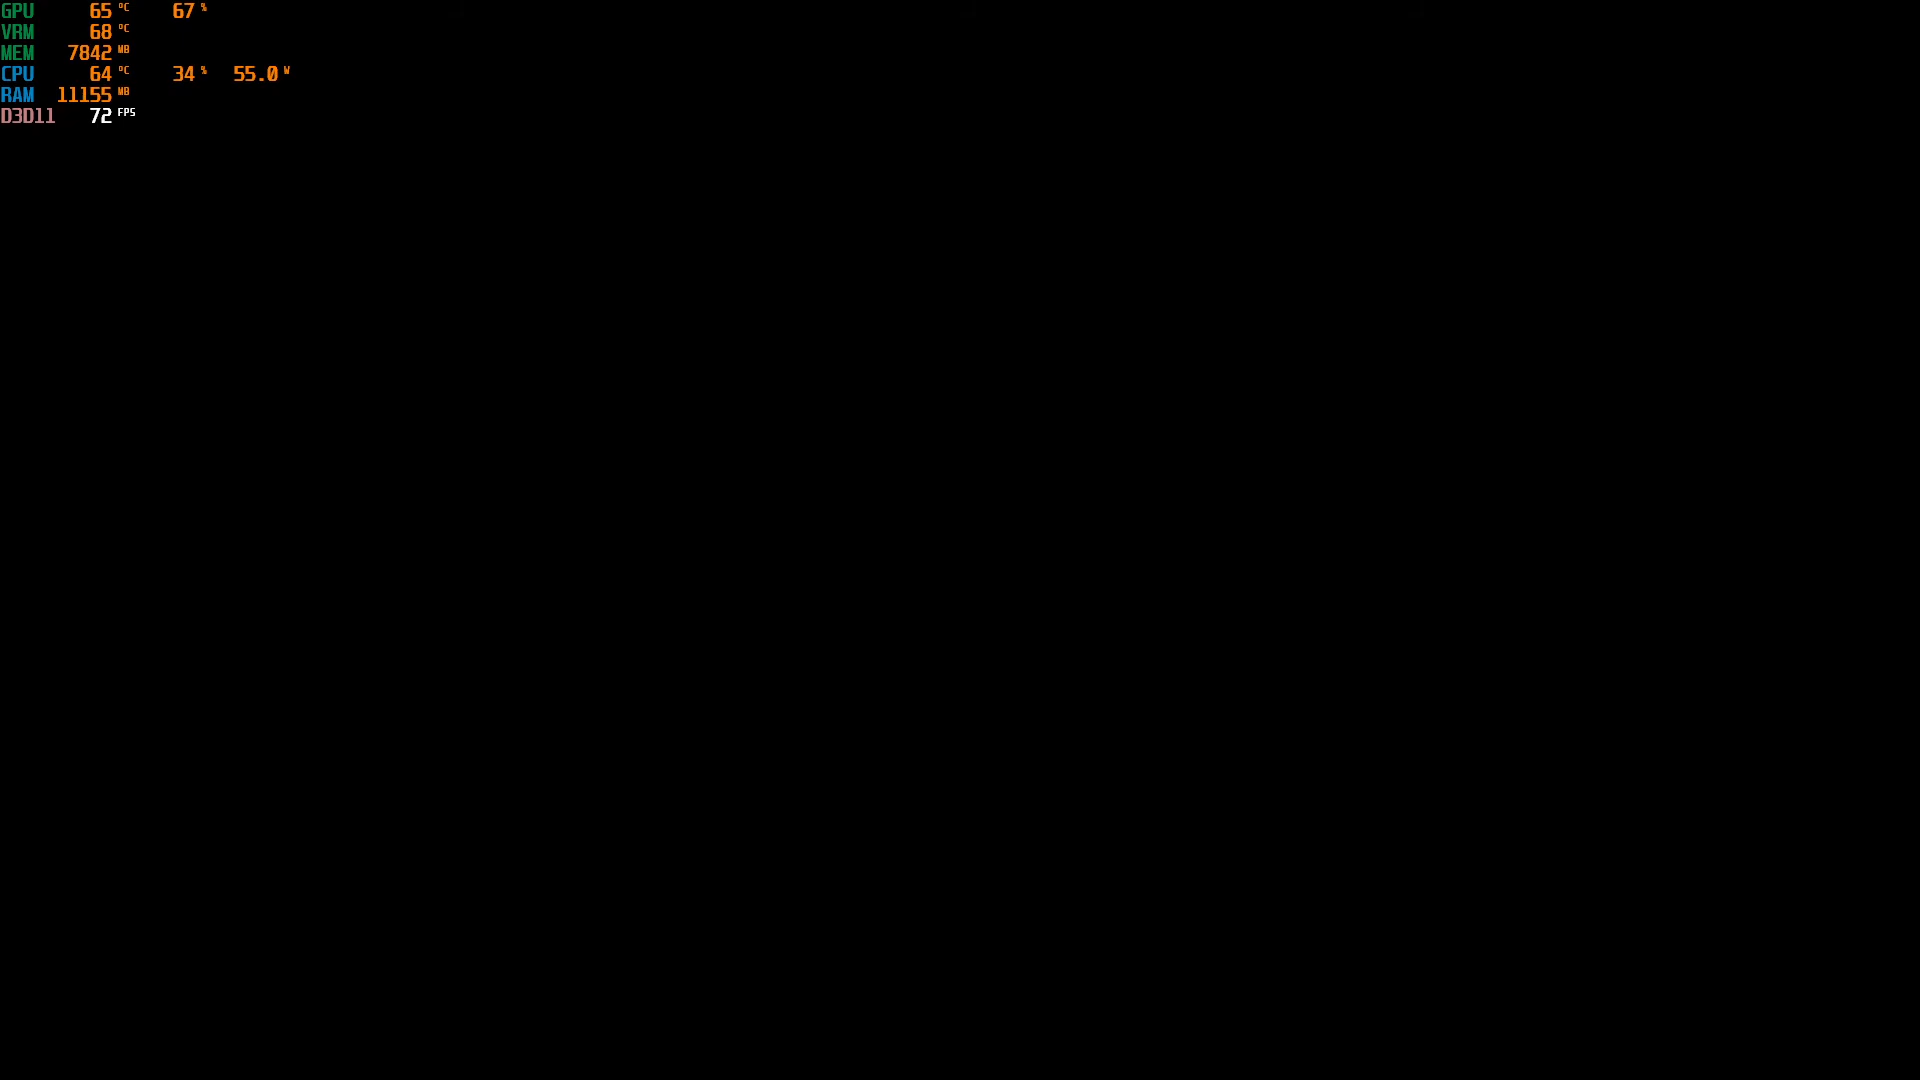 GPU 65 °C 67 %
VRM 68 °C
MEM 7842 MB
CPU 64 °C 34 % 55.0 W
RAM 11155 MB
D3D11 72 FPS